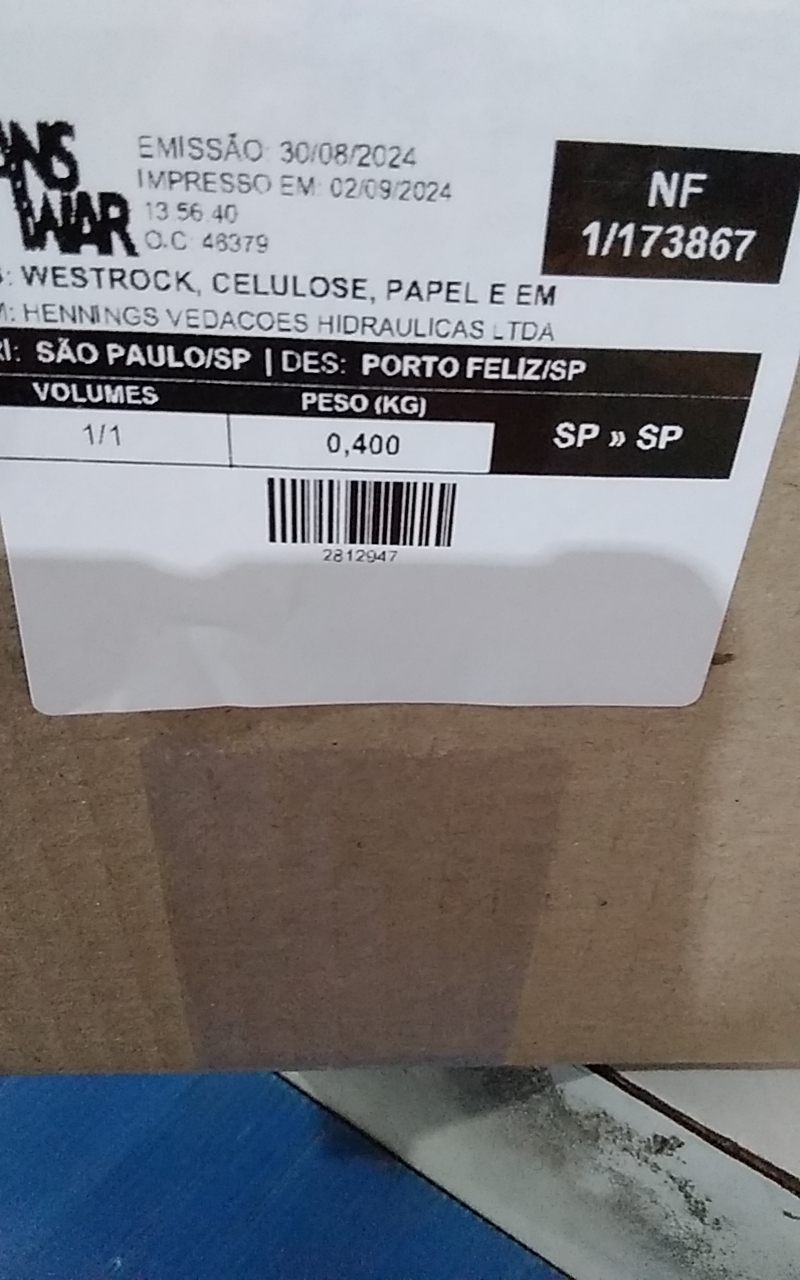 ANS
WAR
EMISSÃO: 30/08/2024
IMPRESSO EM: 02/09/2024
13:56:40
O.C: 46379
NF
1/173867
S: WESTROCK, CELULOSE, PAPEL E EM
M: HENNINGS VEDACOES HIDRAULICAS LTDA
RI: SÃO PAULO/SP | DES: PORTO FELIZ/SP
VOLUMES PESO (KG)
1/1 0,400 SP » SP
2812947